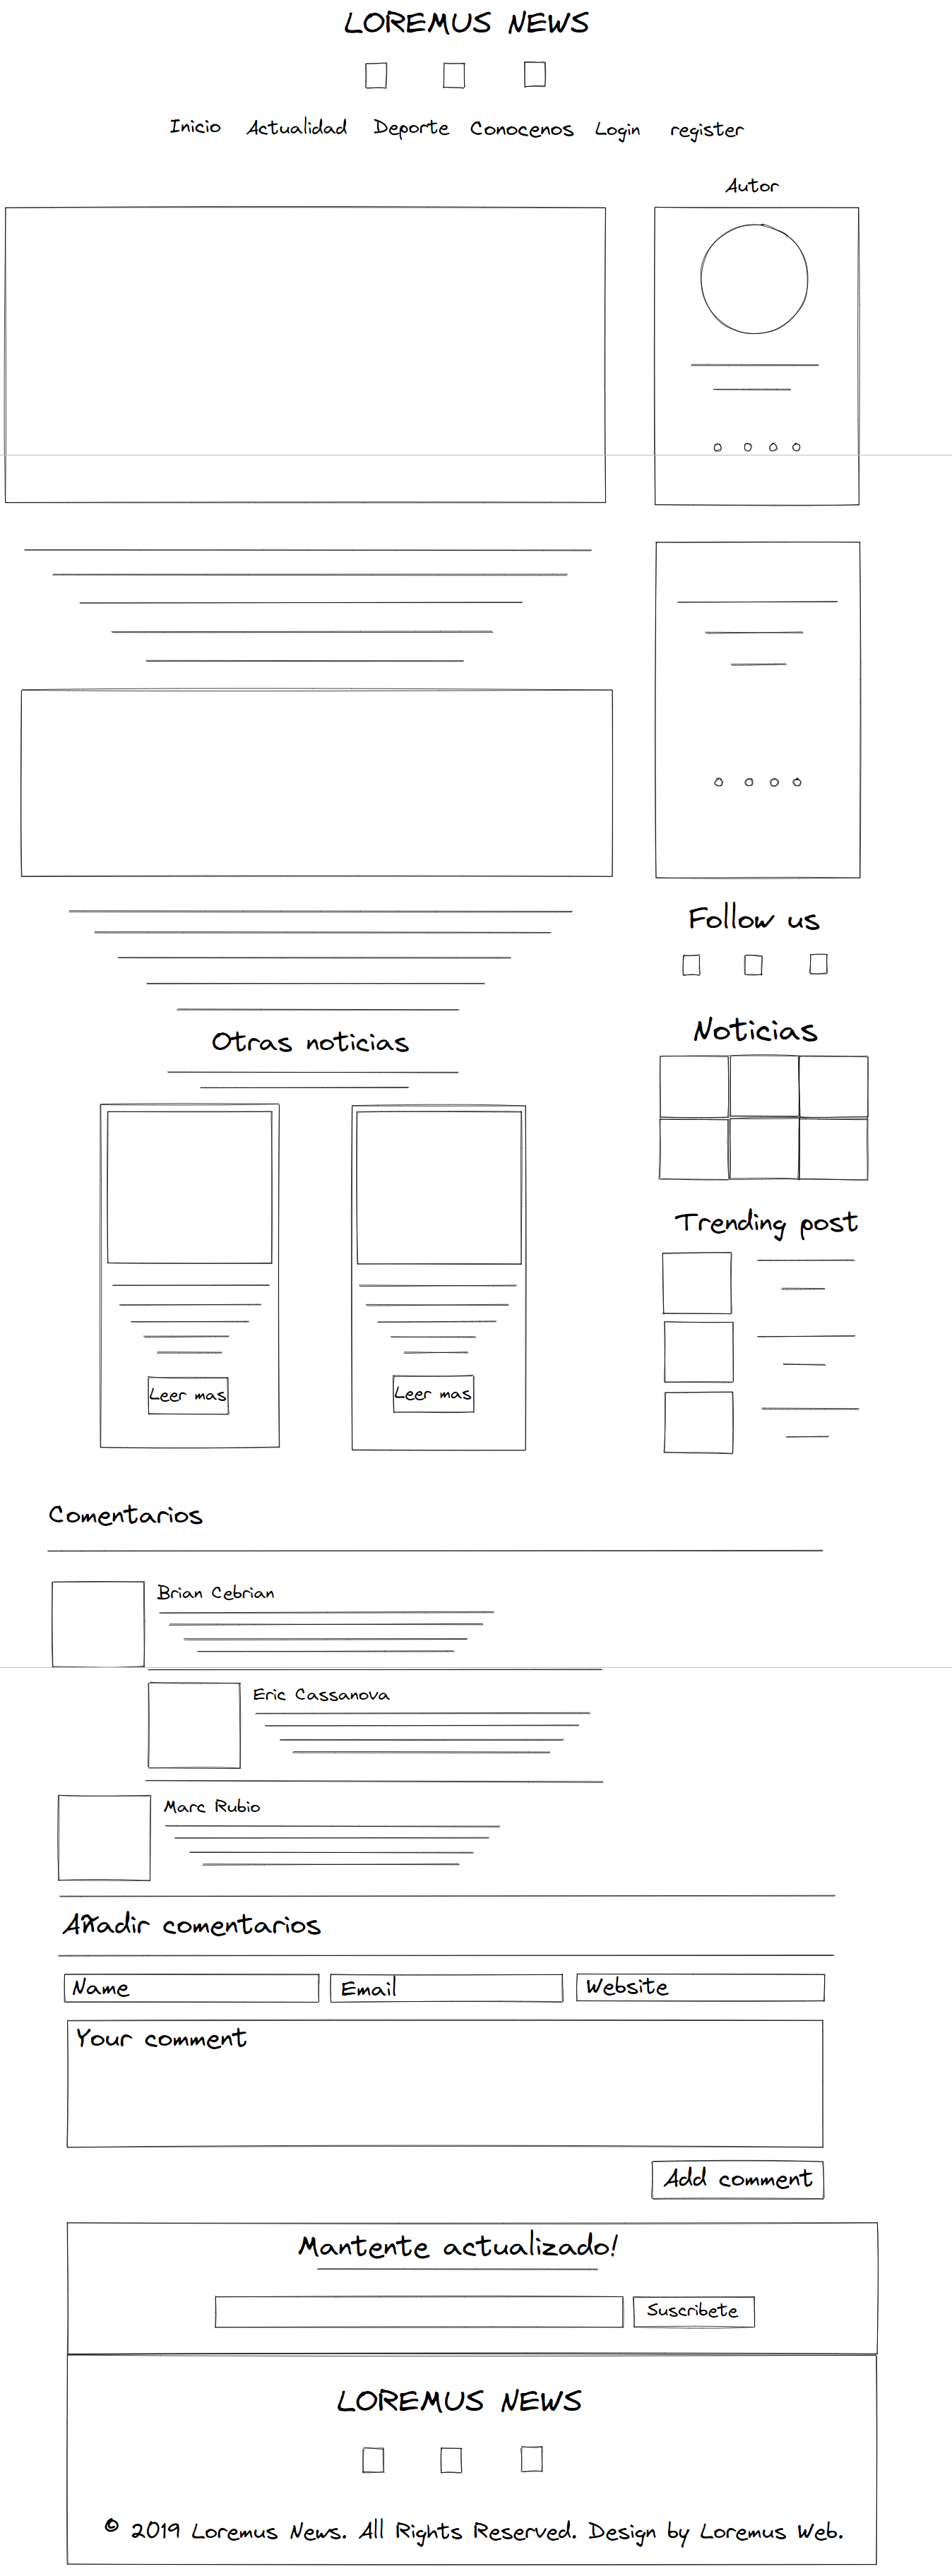 LOREMUS NEWS
Inicio Actualidad Deporte Conocenos Login register
Autor
Follow us
Noticias
Otras noticias
Trending post
Leer mas Leer mas
Comentarios
Brian Cebrian
Eric Cassanova
Marc Rubio
Añadir comentarios
Name Email Website
Your comment
Add comment
Mantente actualizado!
Suscribete
LOREMUS NEWS
© 2019 Loremus News. All Rights Reserved. Design by Loremus Web.